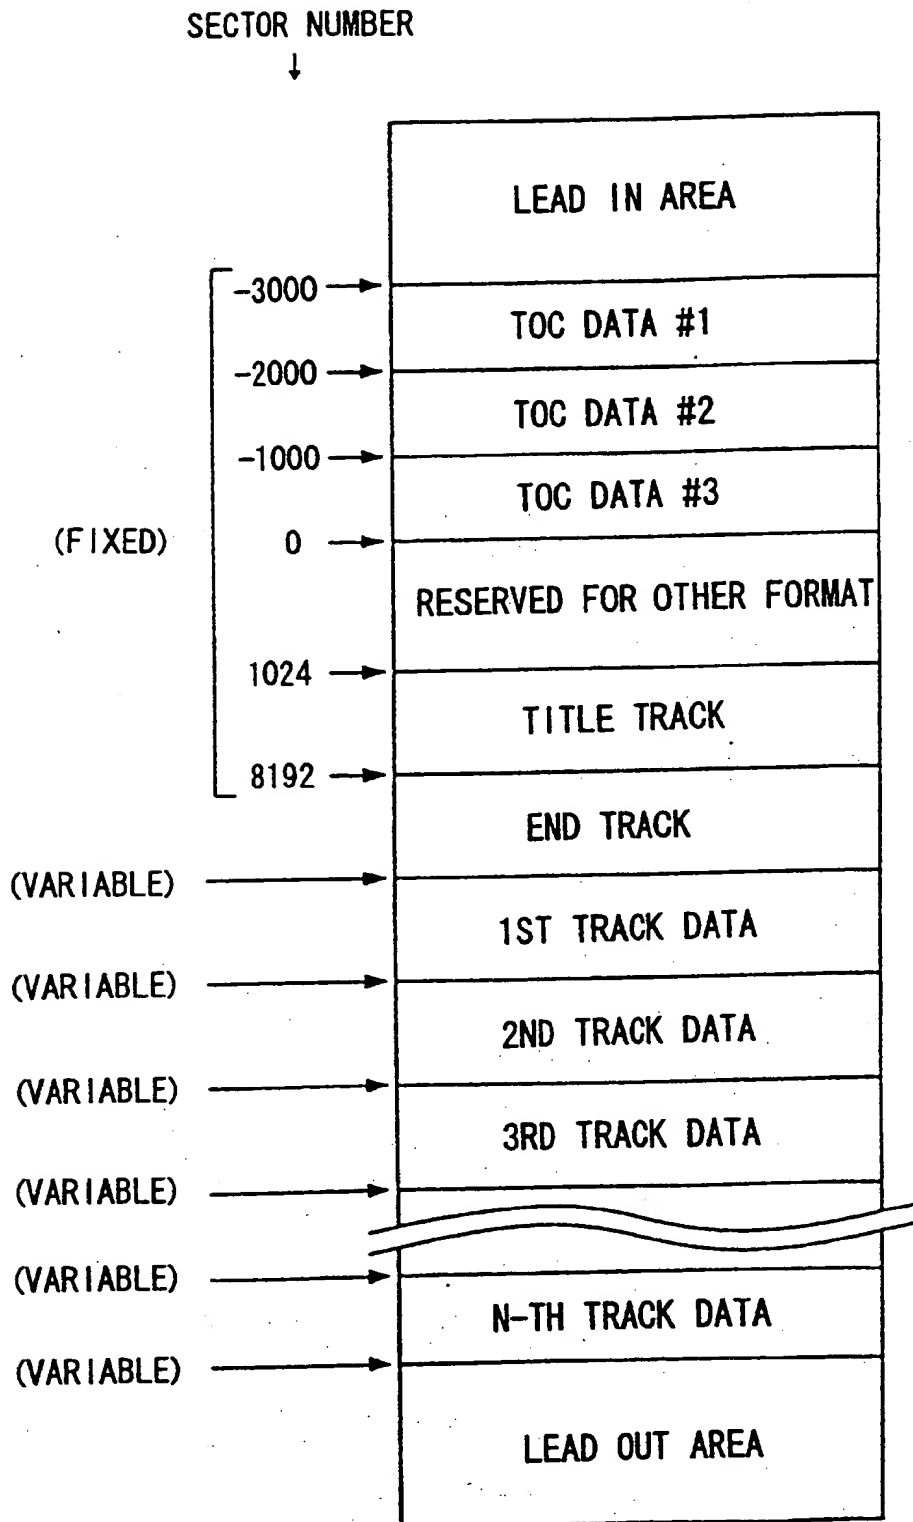 SECTOR NUMBER
LEAD IN AREA
-3000
TOC DATA #1
-2000
TOC DATA #2
-1000
TOC DATA #3
(FIXED) 0
RESERVED FOR OTHER FORMAT
1024
TITLE TRACK
8192
END TRACK
(VARIABLE)
1ST TRACK DATA
(VARIABLE)
2ND TRACK DATA
(VARIABLE)
3RD TRACK DATA
(VARIABLE)
(VARIABLE)
N-TH TRACK DATA
(VARIABLE)
LEAD OUT AREA